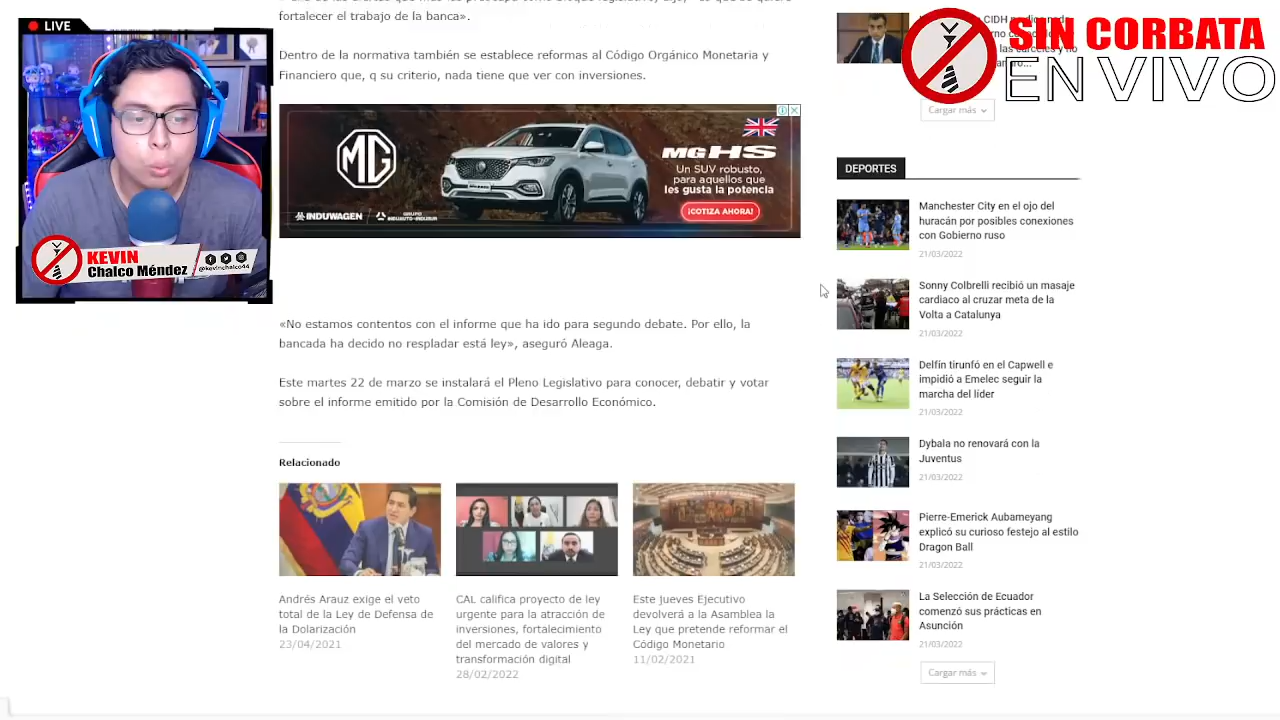 LIVE
KEVIN
Chalco Méndez
@kevinchalco44
SIN CORBATA
EN VIVO
fortalecer el trabajo de la banca».
Dentro de la normativa también se establece reformas al Código Orgánico Monetaria y
Financiero que, q su criterio, nada tiene que ver con inversiones.
MG
MG HS
Un SUV robusto,
para aquellos que
les gusta la potencia
¡COTIZA AHORA!
INDUWAGEN
«No estamos contentos con el informe que ha ido para segundo debate. Por ello, la
bancada ha decido no respladar está ley», aseguró Aleaga.
Este martes 22 de marzo se instalará el Pleno Legislativo para conocer, debatir y votar
sobre el informe emitido por la Comisión de Desarrollo Económico.
Relacionado
Andrés Arauz exige el veto
total de la Ley de Defensa de
la Dolarización
23/04/2021
CAL califica proyecto de ley
urgente para la atracción de
inversiones, fortalecimiento
del mercado de valores y
transformación digital
28/02/2022
Este jueves Ejecutivo
devolverá a la Asamblea la
Ley que pretende reformar el
Código Monetario
11/02/2021
CIDH
las cárceles y no
Cargar más
DEPORTES
Manchester City en el ojo del
huracán por posibles conexiones
con Gobierno ruso
21/03/2022
Sonny Colbrelli recibió un masaje
cardiaco al cruzar meta de la
Volta a Catalunya
21/03/2022
Delfín tirunfó en el Capwell e
impidió a Emelec seguir la
marcha del líder
21/03/2022
Dybala no renovará con la
Juventus
21/03/2022
Pierre-Emerick Aubameyang
explicó su curioso festejo al estilo
Dragon Ball
21/03/2022
La Selección de Ecuador
comenzó sus prácticas en
Asunción
21/03/2022
Cargar más